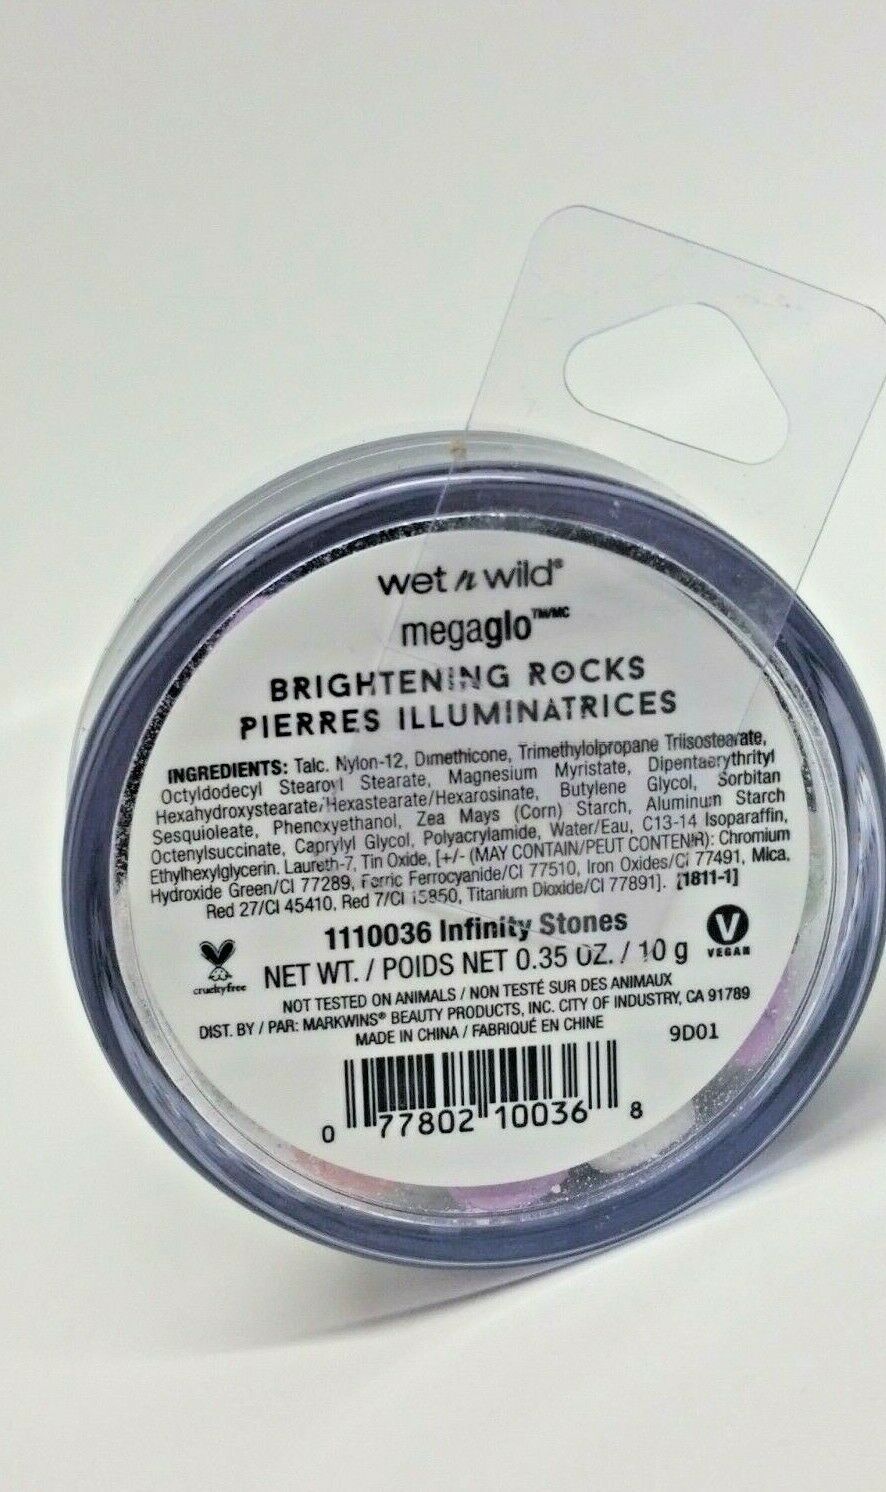 wet n wild®
megaglo™/MC
BRIGHTENING ROCKS
PIERRES ILLUMINATRICES
INGREDIENTS: Talc. Nylon-12, Dimethicone, Trimethylolpropane Triisostearate,
Octyldodecyl Stearoyl Stearate, Magnesium Myristate, Dipentaerythrityl
Hexahydroxystearate/Hexastearate/Hexarosinate, Butylene Glycol, Sorbitan
Sesquioleate, Phenoxyethanol, Zea Mays (Corn) Starch, Aluminum Starch
Octenylsuccinate, Caprylyl Glycol, Polyacrylamide, Water/Eau, C13-14 Isoparaffin,
Ethylhexylglycerin. Laureth-7, Tin Oxide, [+/- (MAY CONTAIN/PEUT CONTENIR): Chromium
Hydroxide Green/CI 77289, Ferric Ferrocyanide/CI 77510, Iron Oxides/CI 77491, Mica,
Red 27/CI 45410, Red 7/CI 15850, Titanium Dioxide/CI 77891]. [1811-1]
1110036 Infinity Stones
crueltyfree
VEGAN
NET WT. / POIDS NET 0.35 OZ. / 10 g
NOT TESTED ON ANIMALS / NON TESTÉ SUR DES ANIMAUX
DIST. BY / PAR: MARKWINS® BEAUTY PRODUCTS, INC. CITY OF INDUSTRY, CA 91789
MADE IN CHINA / FABRIQUÉ EN CHINE
9D01
0 77802 10036 8